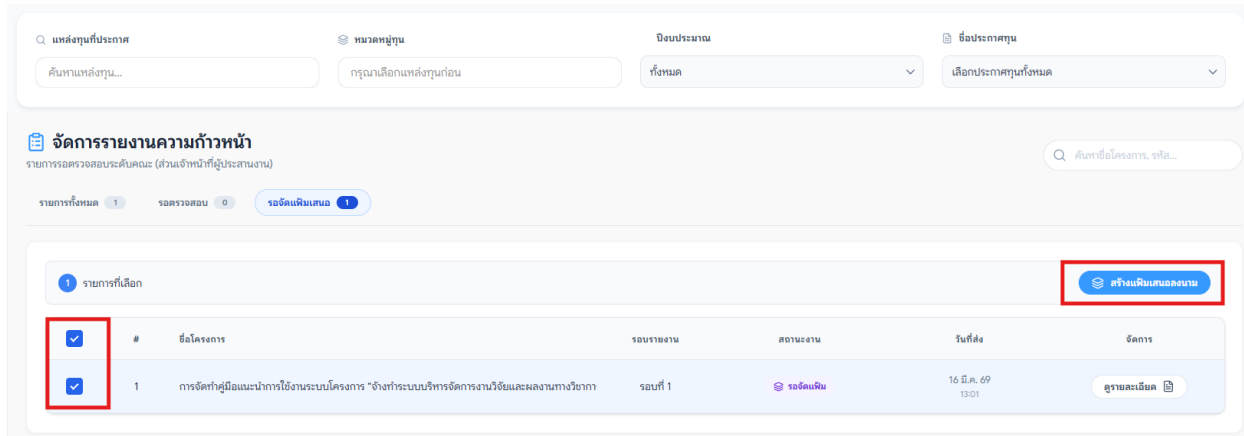 แหล่งทุนที่ประกาศ
หมวดหมู่ทุน
ปีงบประมาณ
ชื่อประกาศทุน
ค้นหาแหล่งทุน...
กรุณาเลือกแหล่งทุนก่อน
ทั้งหมด
เลือกประกาศทุนทั้งหมด
จัดการรายงานความก้าวหน้า
รายการรอตรวจสอบระดับคณะ (ส่วนเจ้าหน้าที่ผู้ประสานงาน)
ค้นหาชื่อโครงการ, รหัส...
รายการทั้งหมด 1
รอตรวจสอบ 0
รอจัดแฟ้มเสนอ 1
1 รายการที่เลือก
สร้างแฟ้มเสนอลงนาม
# ชื่อโครงการ รอบรายงาน สถานะงาน วันที่ส่ง จัดการ
1 การจัดทำคู่มือแนะนำการใช้งานระบบโครงการ "จ้างทำระบบบริหารจัดการงานวิจัยและผลงานทางวิชากา รอบที่ 1 รอจัดแฟ้ม 16 มี.ค. 69 ดูรายละเอียด
13:01